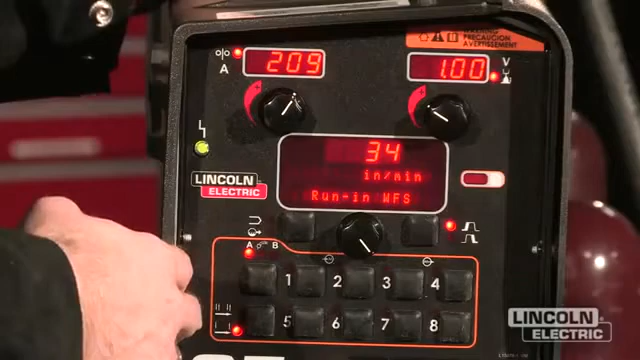 WARNING
PRECAUCION
AVERTISSEMENT
209
A
1.00
V
34
in/min
Run-in WFS
LINCOLN
ELECTRIC
A B
1 2 3 4
5 6 7 8
LINCOLN
ELECTRIC